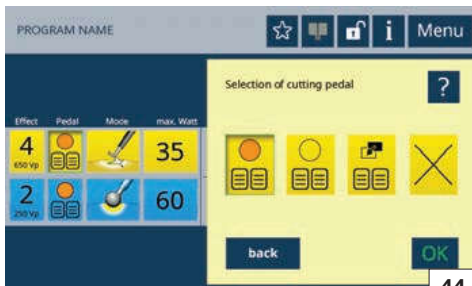 PROGRAM NAME
i
Menu
Selection of cutting pedal
?
Effect Pedal Mode max. Watt
4
650 Vp
35
2
250 Vp
60
back
OK
44